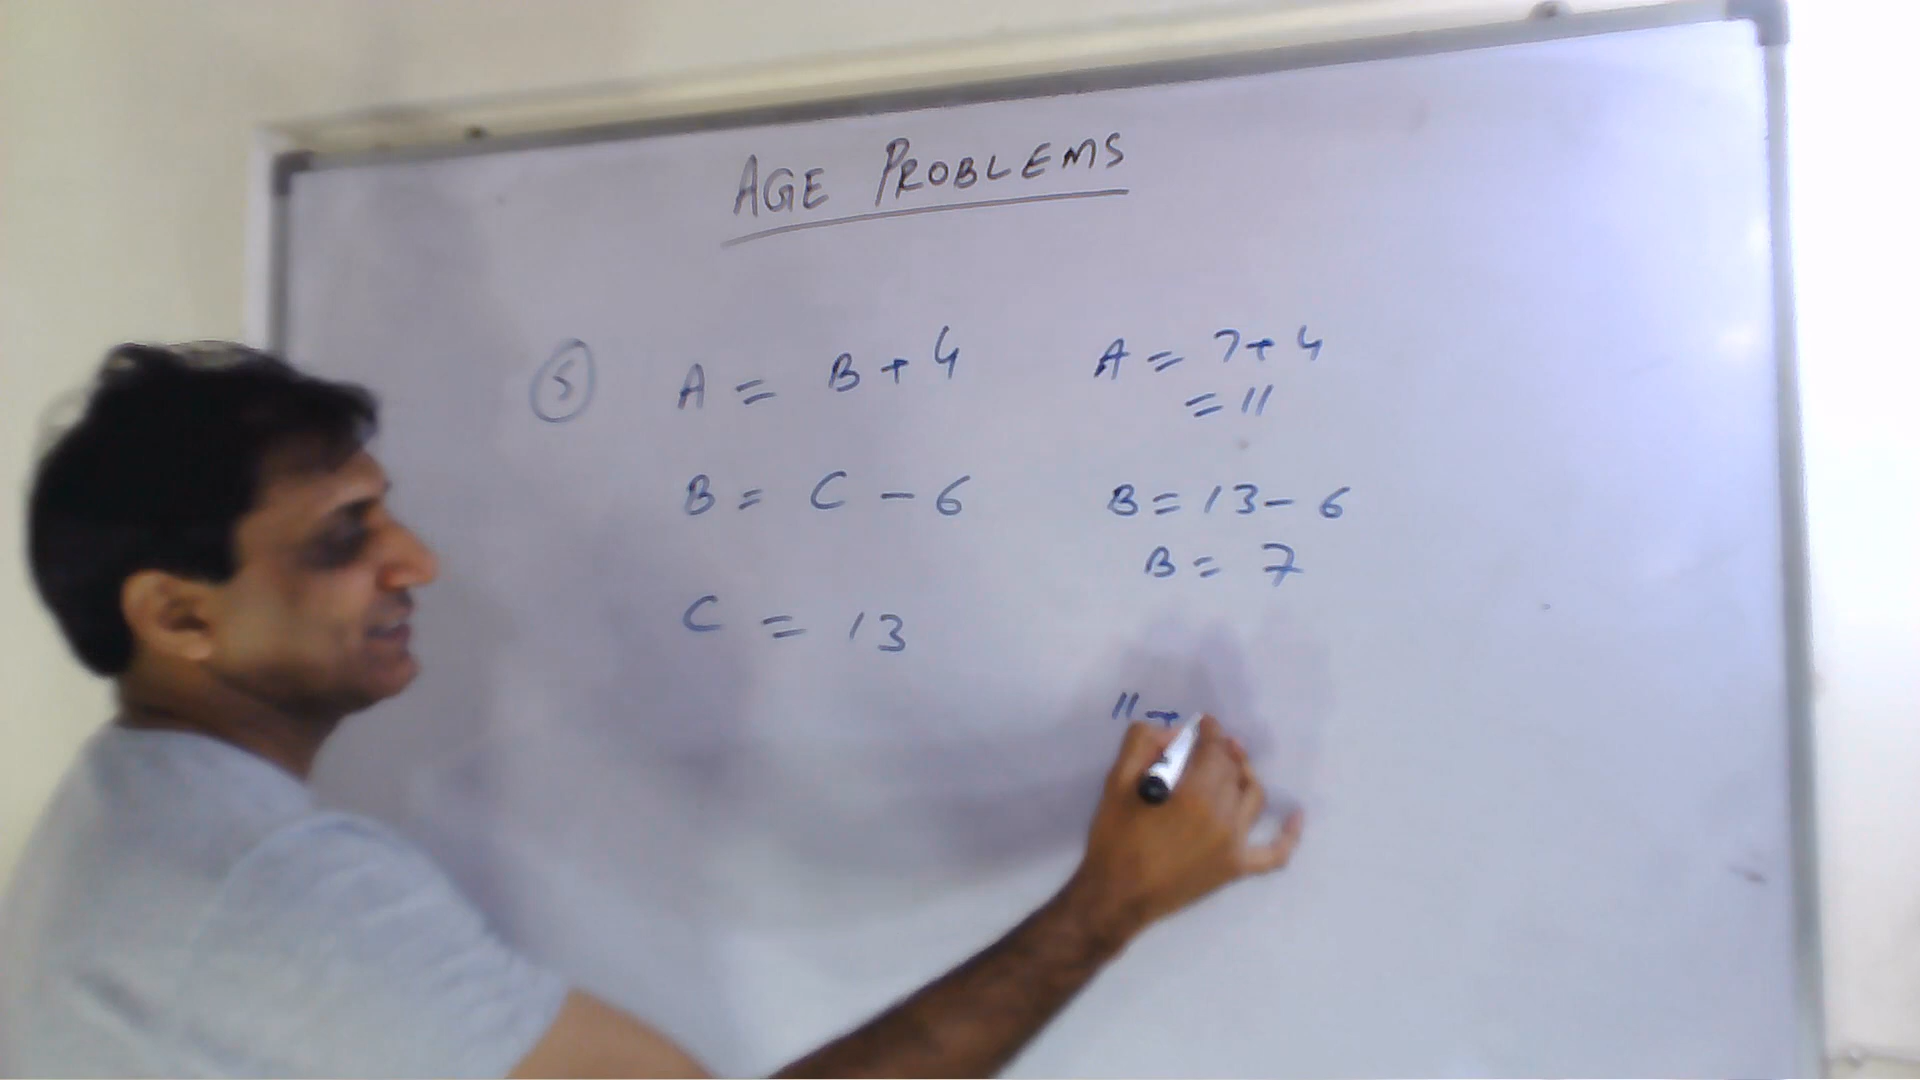 AGE PROBLEMS
5 A = B + 4
A = 7 + 4
= 11
B = C - 6
B = 13 - 6
B = 7
C = 13
11 +